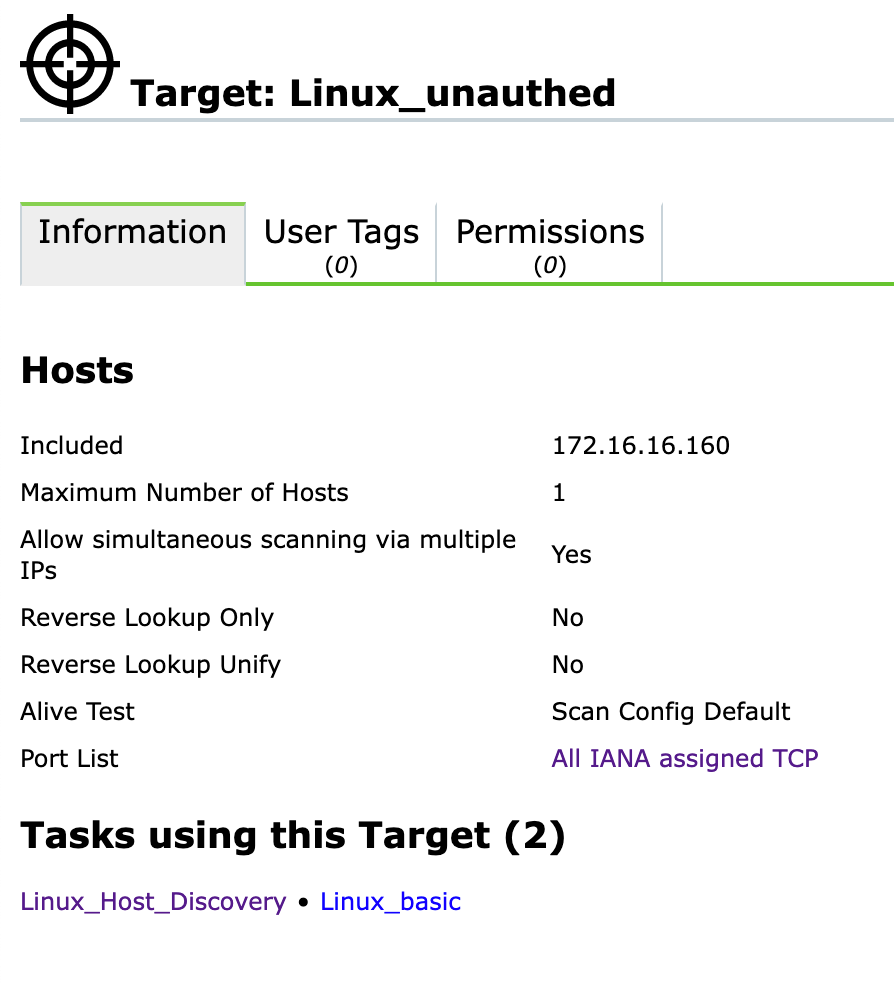 Target: Linux_unauthed
Information
User Tags
(0)
Permissions
(0)
Hosts
Included 172.16.16.160
Maximum Number of Hosts 1
Allow simultaneous scanning via multiple
IPs Yes
Reverse Lookup Only No
Reverse Lookup Unify No
Alive Test Scan Config Default
Port List All IANA assigned TCP
Tasks using this Target (2)
Linux_Host_Discovery • Linux_basic